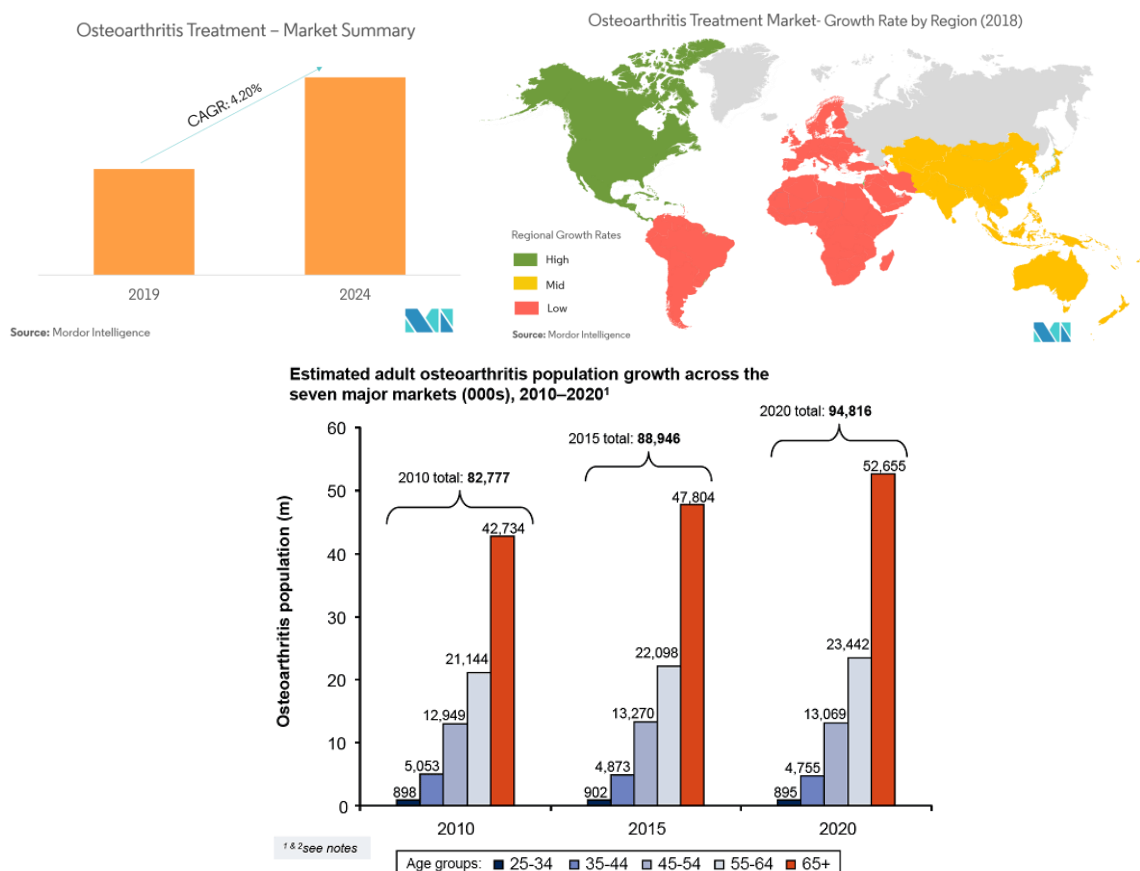 Osteoarthritis Treatment – Market Summary
CAGR: 4.20%
2019
2024
Source: Mordor Intelligence
Osteoarthritis Treatment Market- Growth Rate by Region (2018)
Regional Growth Rates
High
Mid
Low
Source: Mordor Intelligence
Estimated adult osteoarthritis population growth across the
seven major markets (000s), 2010–2020¹
Osteoarthritis population (m)
60
50
40
30
20
10
0
2010 total: 82,777
898
5,053
12,949
21,144
42,734
2010
2015 total: 88,946
902
4,873
13,270
22,098
47,804
2015
2020 total: 94,816
895
4,755
13,069
23,442
52,655
2020
¹ & ² see notes
Age groups: 25-34 35-44 45-54 55-64 65+